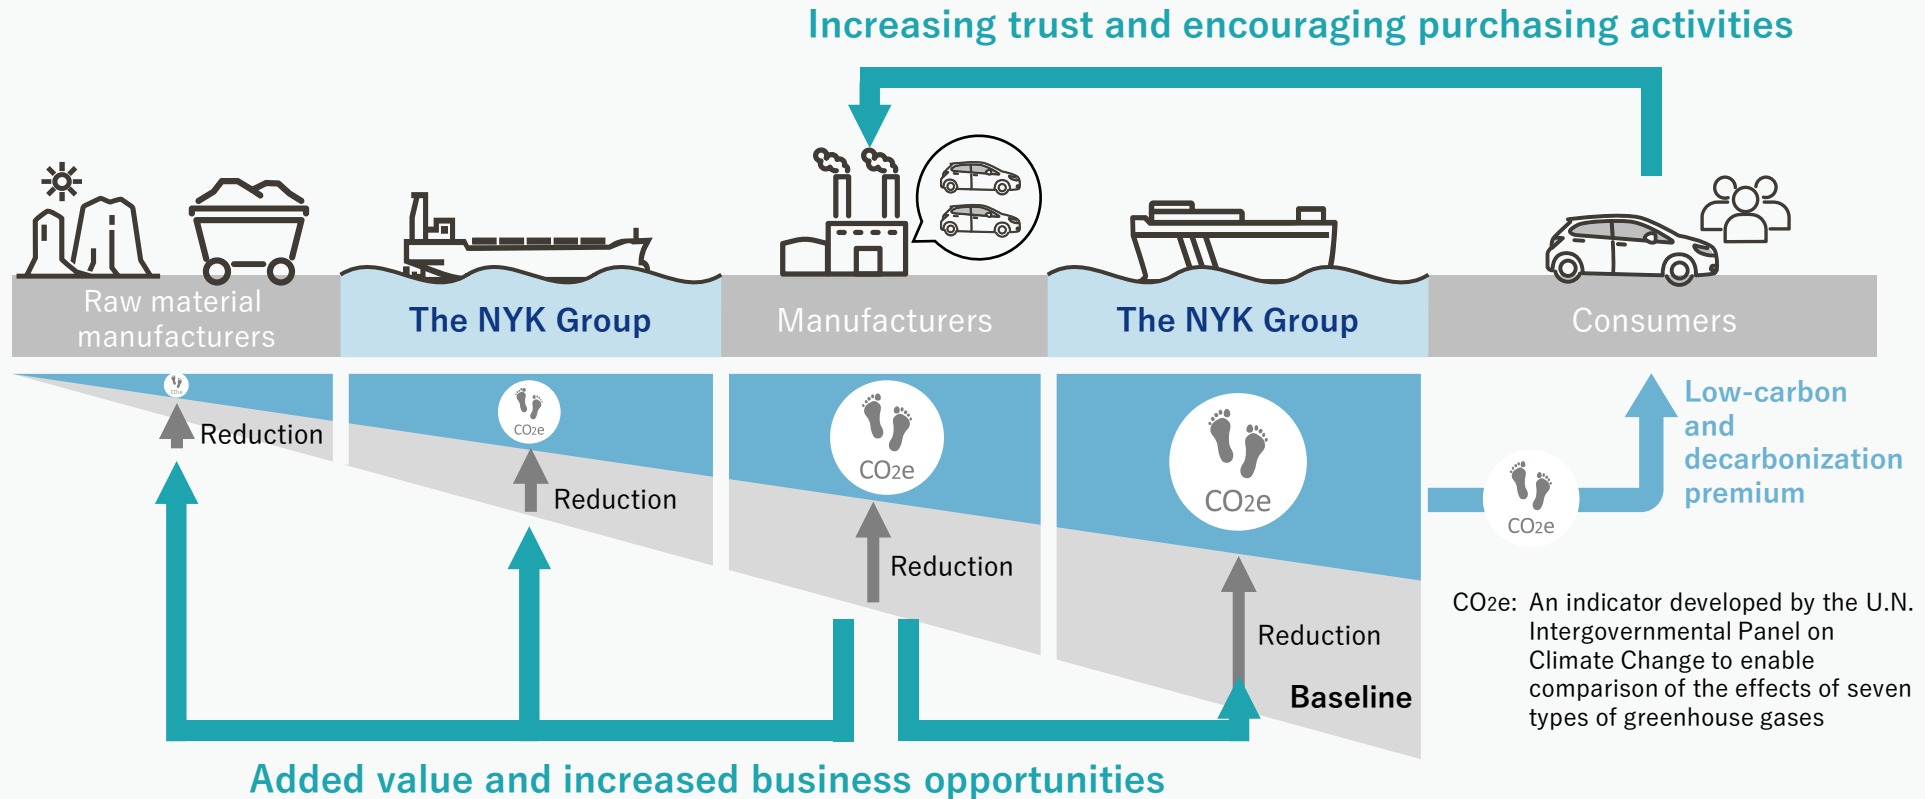 Increasing trust and encouraging purchasing activities
Raw material
manufacturers
The NYK Group
Manufacturers
The NYK Group
Consumers
CO2e
Reduction
CO2e
Reduction
CO2e
Reduction
CO2e
Reduction
Baseline
CO2e
Low-carbon
and
decarbonization
premium
CO2e: An indicator developed by the U.N.
Intergovernmental Panel on
Climate Change to enable
comparison of the effects of seven
types of greenhouse gases
Added value and increased business opportunities